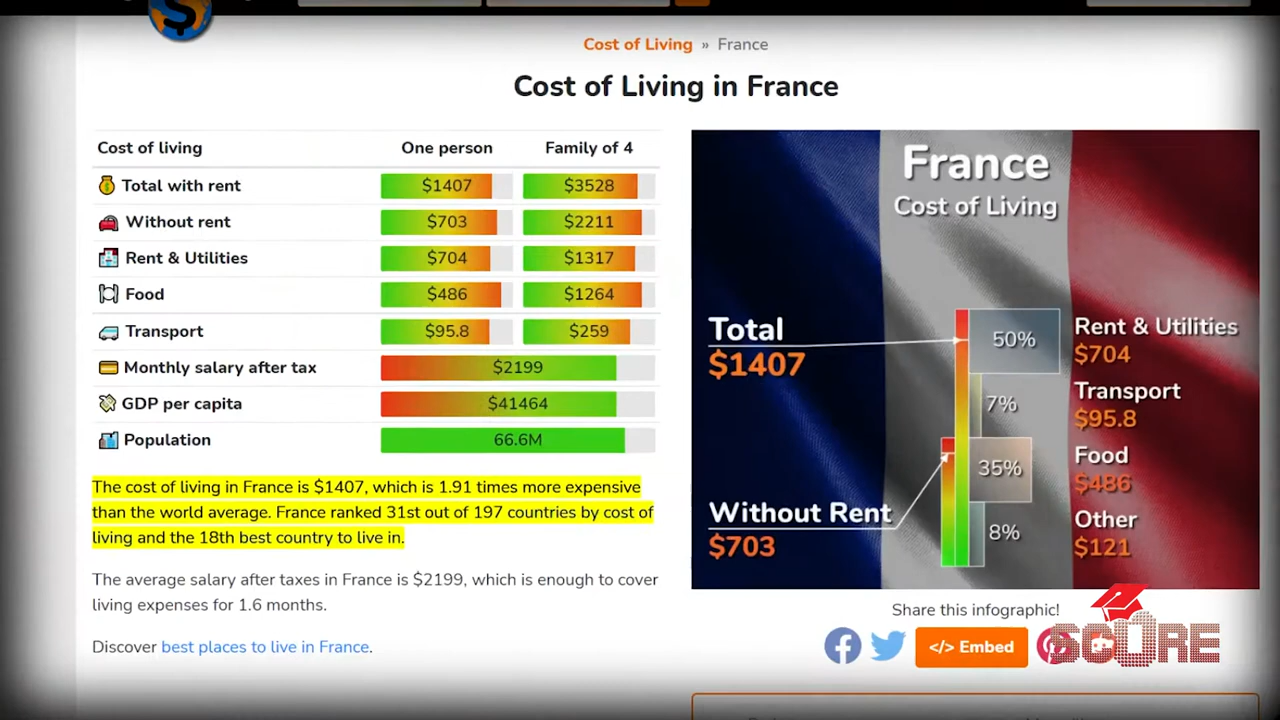 Cost of Living » France
Cost of Living in France
Cost of living One person Family of 4
Total with rent $1407 $3528
Without rent $703 $2211
Rent & Utilities $704 $1317
Food $486 $1264
Transport $95.8 $259
Monthly salary after tax $2199
GDP per capita $41464
Population 66.6M
The cost of living in France is $1407, which is 1.91 times more expensive
than the world average. France ranked 31st out of 197 countries by cost of
living and the 18th best country to live in.
The average salary after taxes in France is $2199, which is enough to cover
living expenses for 1.6 months.
Discover best places to live in France.
France
Cost of Living
Total
$1407
Without Rent
$703
50%
7%
35%
8%
Rent & Utilities
$704
Transport
$95.8
Food
$486
Other
$121
Share this infographic!
</> Embed
SCURE